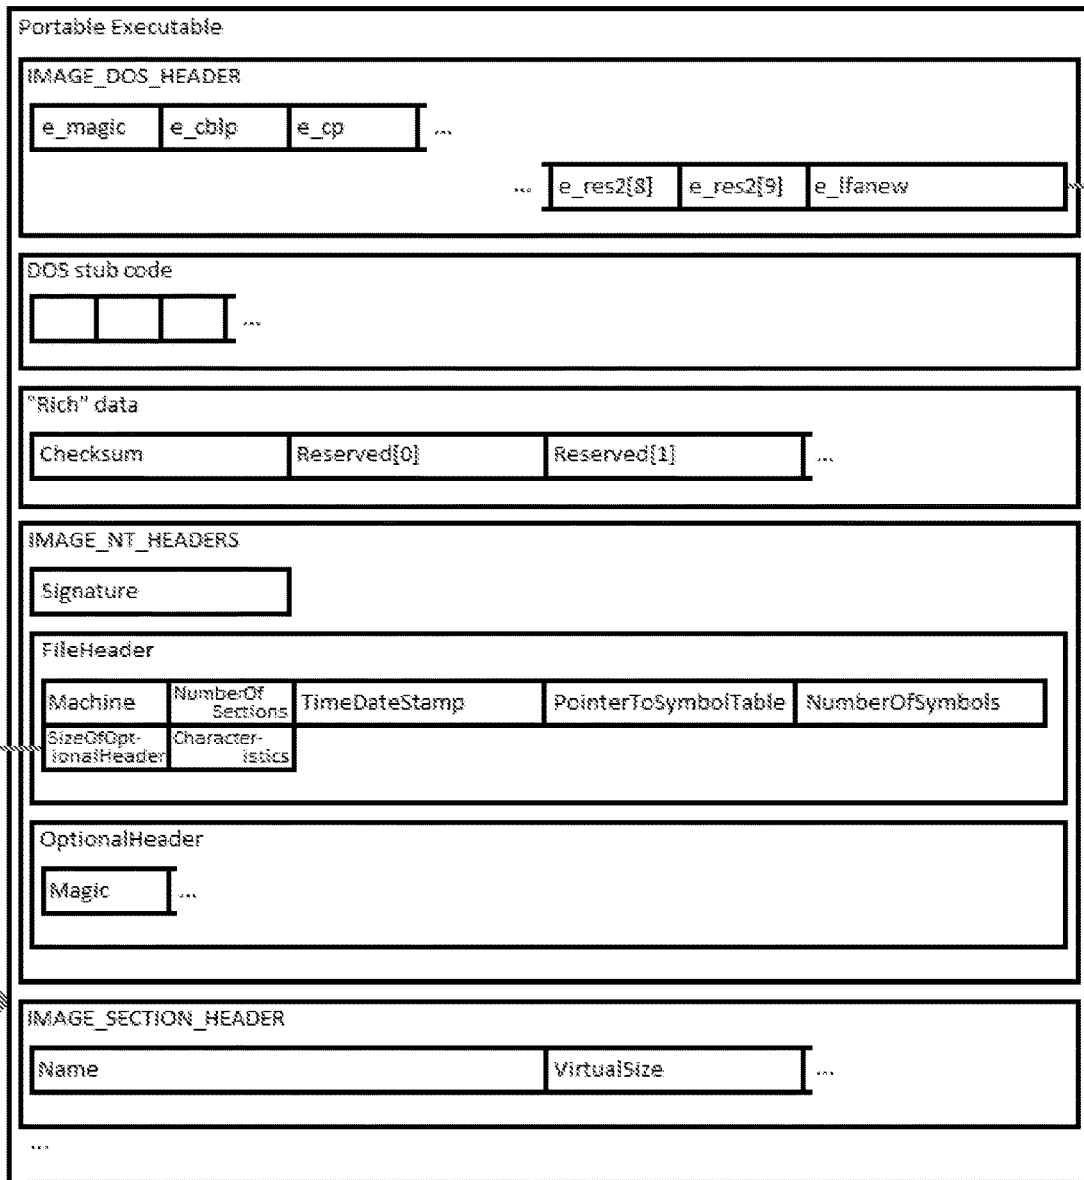 Portable Executable
IMAGE_DOS_HEADER
e_magic e_cblp e_cp ...
... e_res2[8] e_res2[9] e_lfanew
DOS stub code
...
"Rich" data
Checksum Reserved[0] Reserved[1] ...
IMAGE_NT_HEADERS
Signature
FileHeader
Machine NumberOf
Sections TimeDateStamp PointerToSymbolTable NumberOfSymbols
SizeOfOpt- Character-
ionalHeader istics
OptionalHeader
Magic ...
IMAGE_SECTION_HEADER
Name VirtualSize ...
...